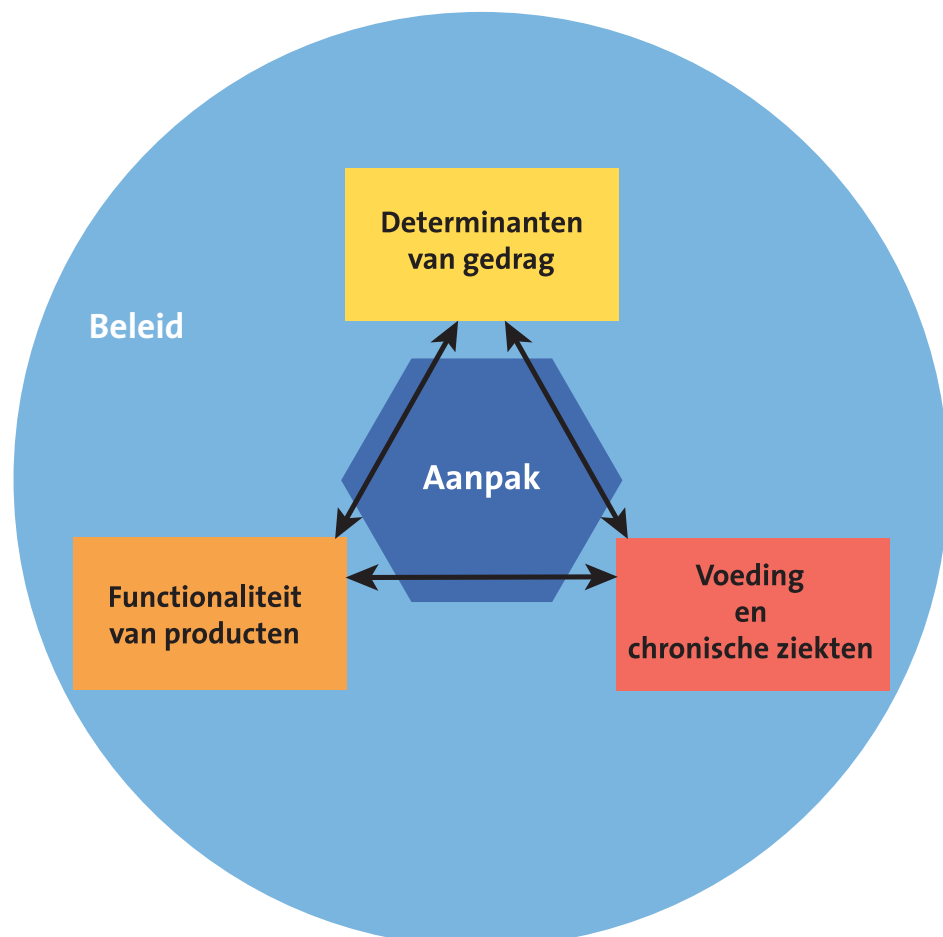 Determinanten
van gedrag
Beleid
Aanpak
Functionaliteit
van producten
Voeding
en
chronische ziekten